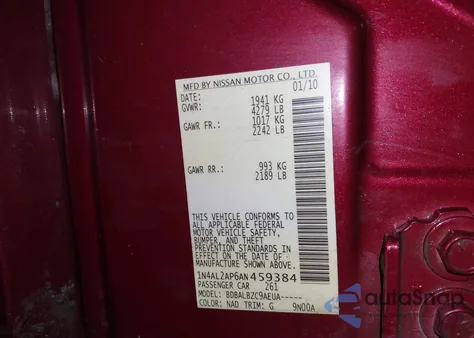 MFD BY NISSAN MOTOR CO., LTD.
DATE: 01/10
GVWR: 1941 KG
4279 LB
GAWR FR.: 1017 KG
2242 LB
GAWR RR.: 993 KG
2189 LB
THIS VEHICLE CONFORMS TO
ALL APPLICABLE FEDERAL
MOTOR VEHICLE SAFETY,
BUMPER, AND THEFT
PREVENTION STANDARDS IN
EFFECT ON THE DATE OF
MANUFACTURE SHOWN ABOVE.
1N4AL2AP6AN459384
PASSENGER CAR 261
MODEL: BDBALBZC9AEUA-----
COLOR: NAD TRIM: G 9N00A
autoSnap